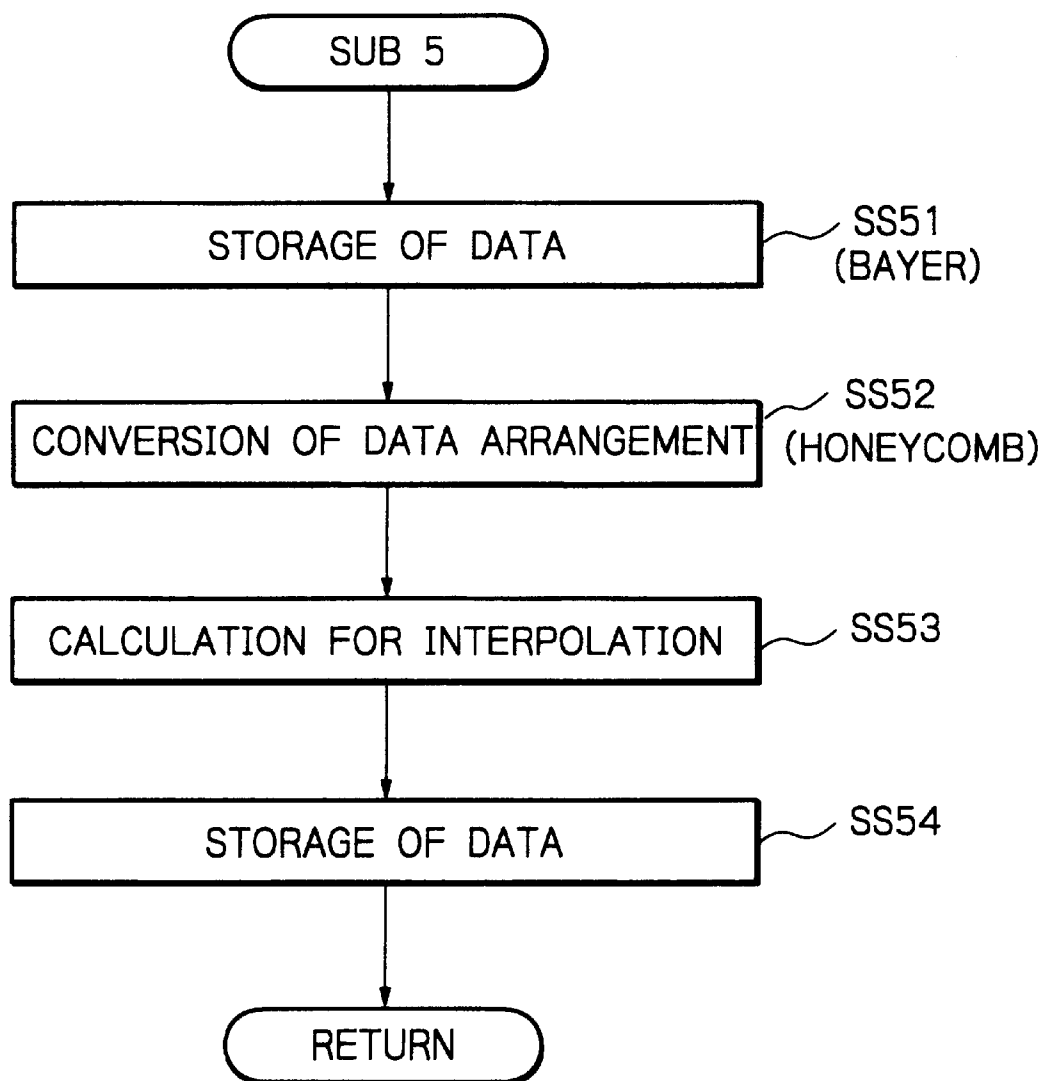 SUB 5
STORAGE OF DATA
SS51
(BAYER)
CONVERSION OF DATA ARRANGEMENT
SS52
(HONEYCOMB)
CALCULATION FOR INTERPOLATION
SS53
STORAGE OF DATA
SS54
RETURN